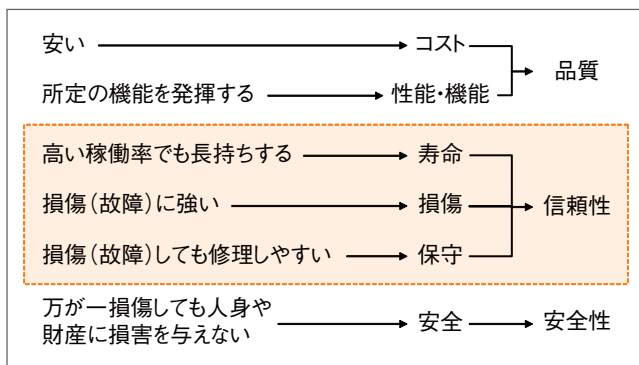 安い
コスト
品質
所定の機能を発揮する
性能・機能
高い稼働率でも長持ちする
寿命
損傷（故障）に強い
損傷
信頼性
損傷（故障）しても修理しやすい
保守
万が一損傷しても人身や
財産に損害を与えない
安全
安全性